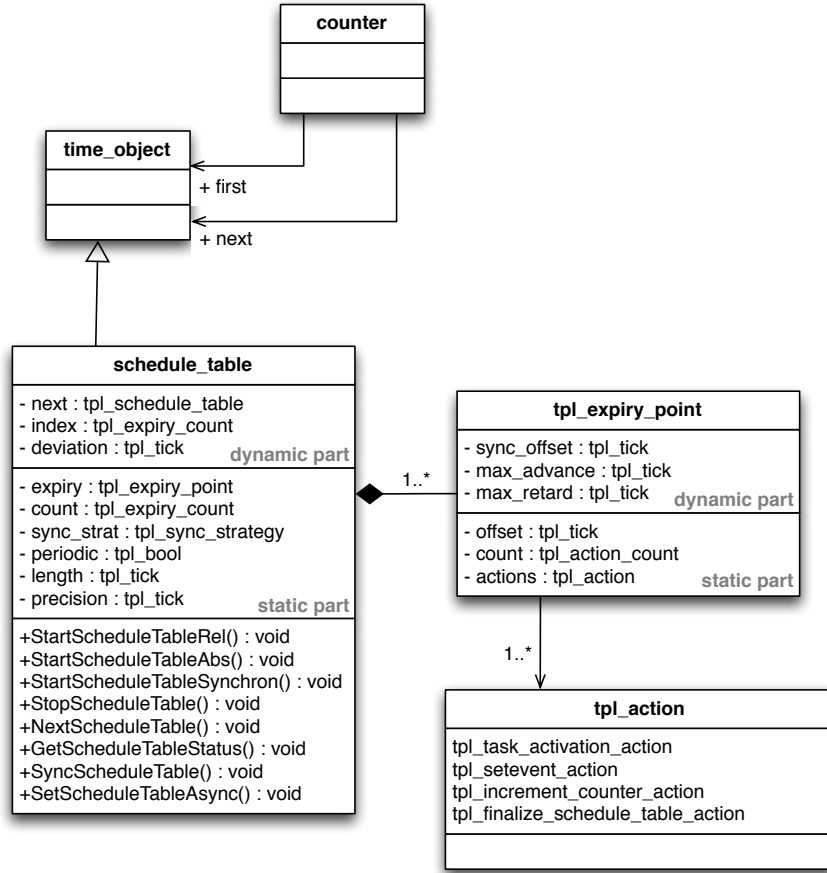 counter
time_object
+ first
+ next
schedule_table
- next : tpl_schedule_table
- index : tpl_expiry_count
- deviation : tpl_tick
dynamic part
- expiry : tpl_expiry_point
- count : tpl_expiry_count
- sync_strat : tpl_sync_strategy
- periodic : tpl_bool
- length : tpl_tick
- precision : tpl_tick
static part
+StartScheduleTableRel() : void
+StartScheduleTableAbs() : void
+StartScheduleTableSynchron() : void
+StopScheduleTable() : void
+NextScheduleTable() : void
+GetScheduleTableStatus() : void
+SyncScheduleTable() : void
+SetScheduleTableAsync() : void
1..*
tpl_expiry_point
- sync_offset : tpl_tick
- max_advance : tpl_tick
- max_retard : tpl_tick
dynamic part
- offset : tpl_tick
- count : tpl_action_count
- actions : tpl_action
static part
1..*
tpl_action
tpl_task_activation_action
tpl_setevent_action
tpl_increment_counter_action
tpl_finalize_schedule_table_action